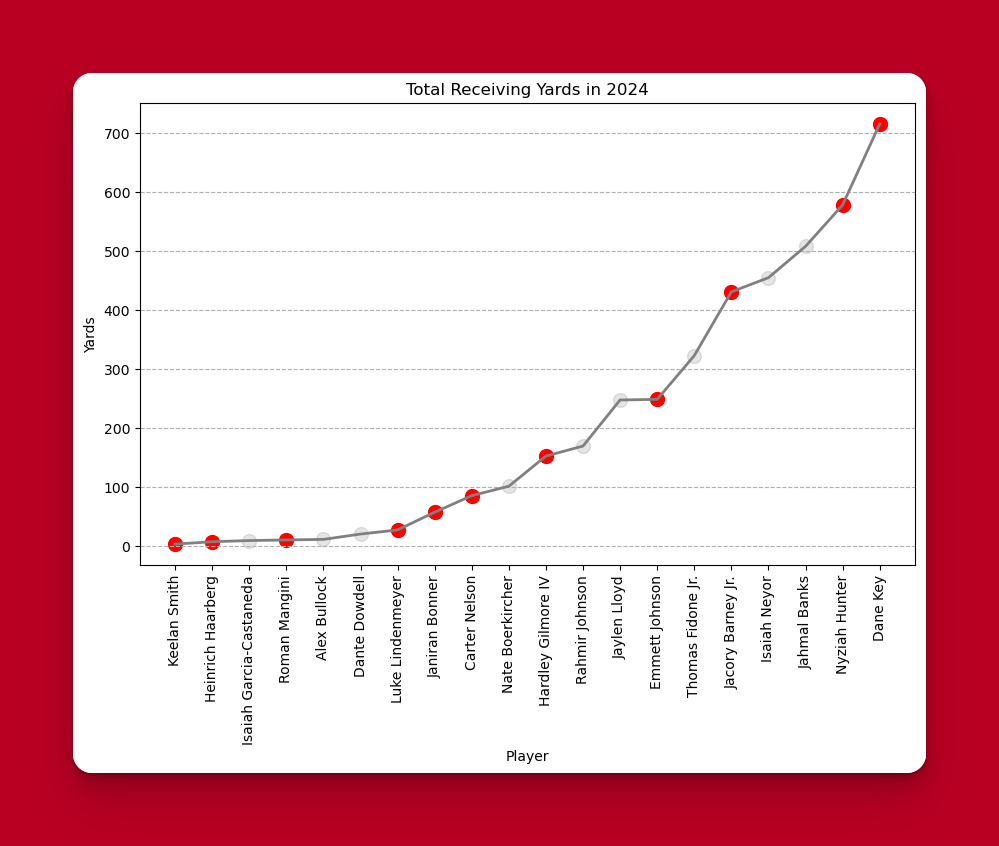 Total Receiving Yards in 2024
700
600
500
400
300
200
100
0
Yards
Keelan Smith
Heinrich Haarberg
Isaiah Garcia-Castaneda
Roman Mangini
Alex Bullock
Dante Dowdell
Luke Lindenmeyer
Janiran Bonner
Carter Nelson
Nate Boerkircher
Hardley Gilmore IV
Rahmir Johnson
Jaylen Lloyd
Emmett Johnson
Thomas Fidone Jr.
Jacory Barney Jr.
Isaiah Neyor
Jahmal Banks
Nyziah Hunter
Dane Key
Player